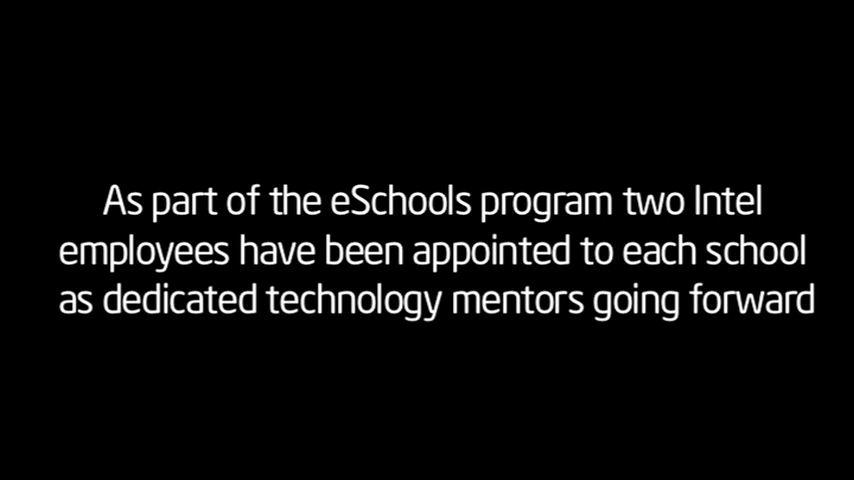 As part of the eSchools program two Intel
employees have been appointed to each school
as dedicated technology mentors going forward